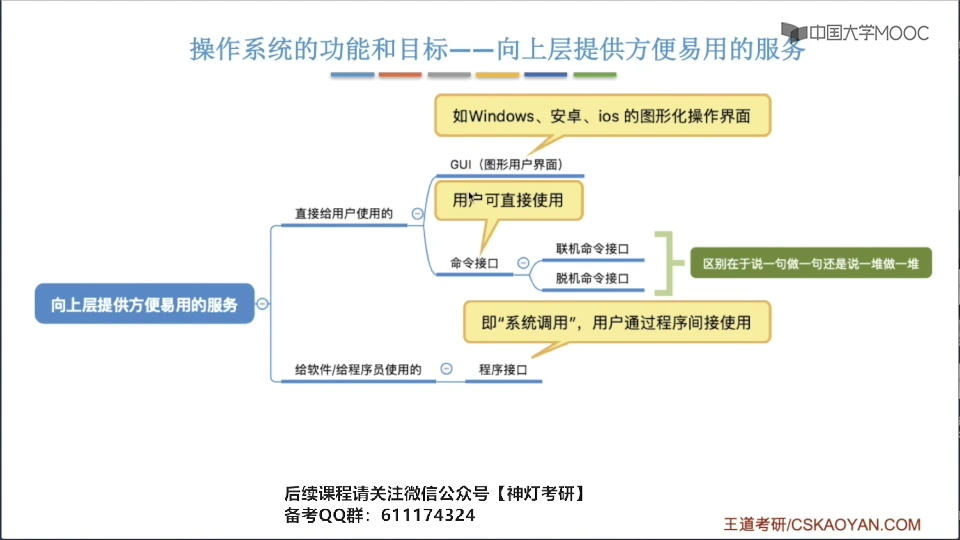 中国大学MOOC
操作系统的功能和目标——向上层提供方便易用的服务
如Windows、安卓、ios 的图形化操作界面
GUI（图形用户界面）
用户可直接使用
直接给用户使用的
命令接口
联机命令接口
脱机命令接口
区别在于说一句做一句还是说一堆做一堆
向上层提供方便易用的服务
即“系统调用”，用户通过程序间接使用
给软件/给程序员使用的
程序接口
后续课程请关注微信公众号【神灯考研】
备考QQ群：611174324
王道考研/CSKAOYAN.COM